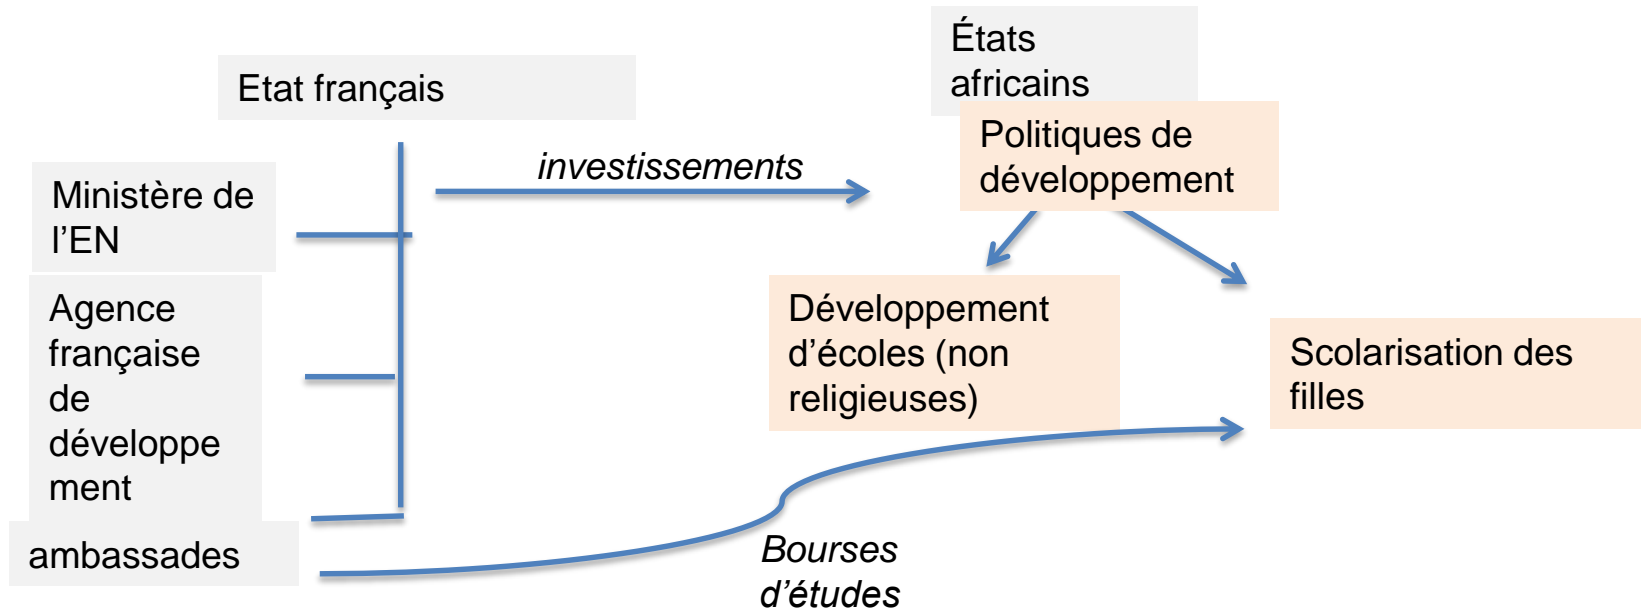 Etat français
États
africains
Politiques de
développement
investissements
Ministère de
l’EN
Agence
française
de
développe
ment
ambassades
Développement
d’écoles (non
religieuses)
Scolarisation des
filles
Bourses
d’études